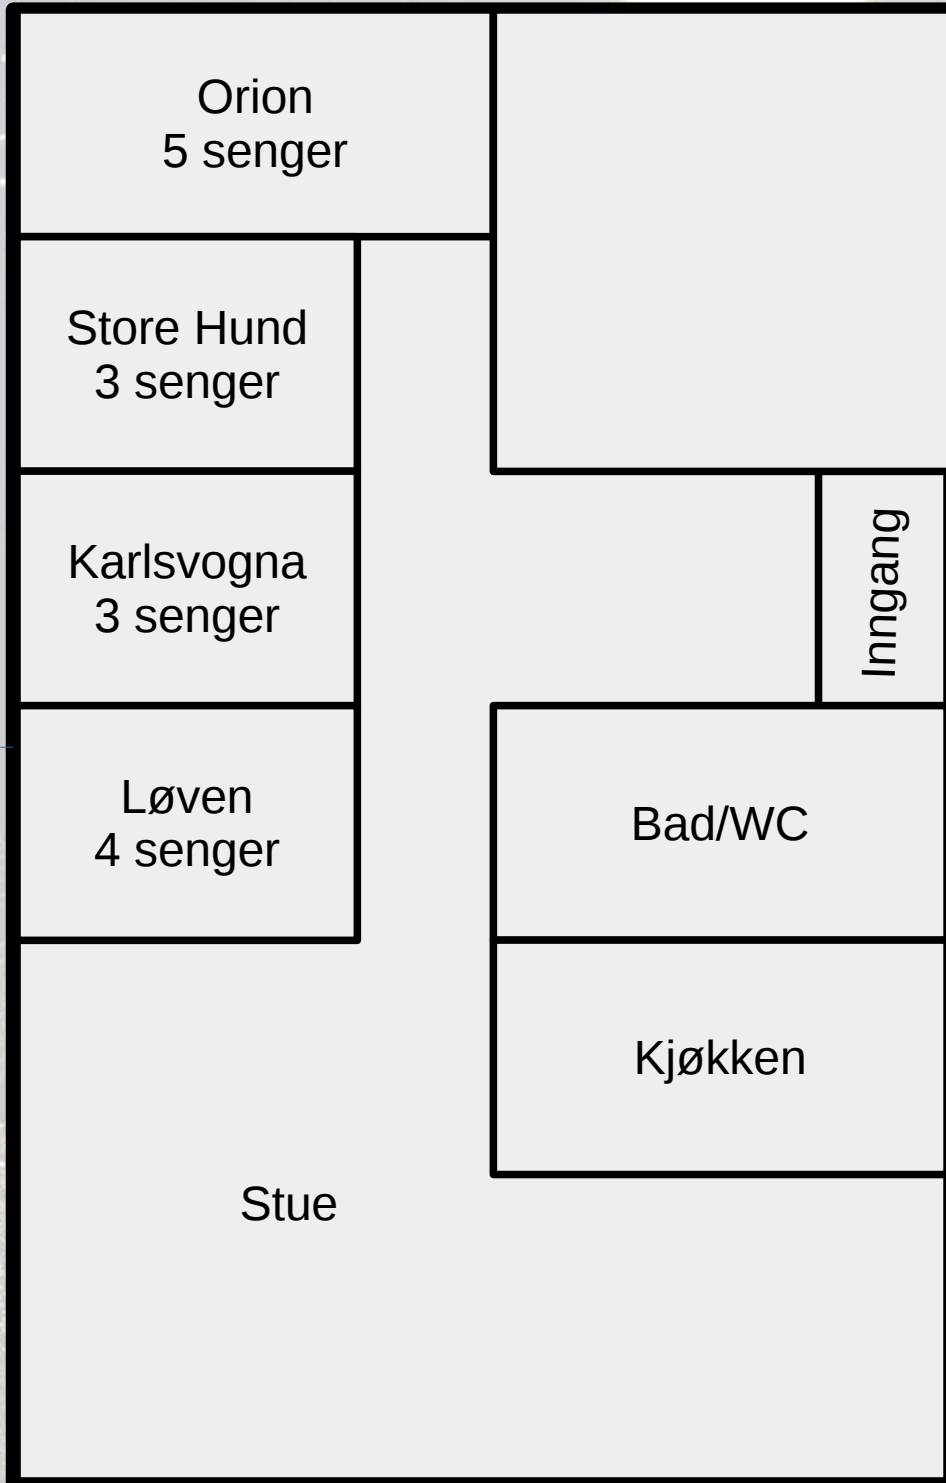 Orion
5 senger
Store Hund
3 senger
Karlsvogna
3 senger
Inngang
Løven
4 senger
Bad/WC
Kjøkken
Stue